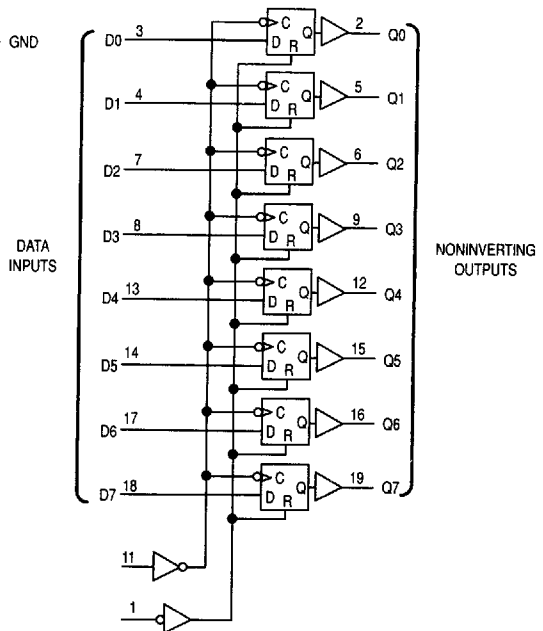 GND
2
C Q Q0
D0 3 D R
5
C Q Q1
D1 4 D R
6
C Q Q2
D2 7 D R
9
C Q Q3
D3 8 D R
DATA
INPUTS
NONINVERTING
OUTPUTS
12
C Q Q4
D4 13 D R
15
C Q Q5
D5 14 D R
16
C Q Q6
D6 17 D R
19
C Q Q7
D7 18 D R
11
1